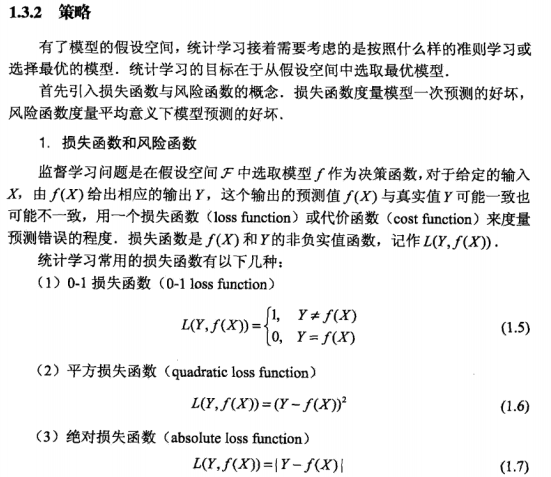 1.3.2 策略
有了模型的假设空间，统计学习接着需要考虑的是按照什么样的准则学习或
选择最优的模型．统计学习的目标在于从假设空间中选取最优模型．
首先引入损失函数与风险函数的概念．损失函数度量模型一次预测的好坏，
风险函数度量平均意义下模型预测的好坏．
1．损失函数和风险函数
监督学习问题是在假设空间 F 中选取模型 f 作为决策函数，对于给定的输入
X，由 f(X) 给出相应的输出 Y，这个输出的预测值 f(X) 与真实值 Y 可能一致也
可能不一致，用一个损失函数（loss function）或代价函数（cost function）来度量
预测错误的程度．损失函数是 f(X) 和 Y 的非负实值函数，记作 L(Y, f(X))．
统计学习常用的损失函数有以下几种：
（1）0-1 损失函数（0-1 loss function）
L(Y, f(X)) = {1, Y ≠ f(X)
0, Y = f(X) (1.5)
（2）平方损失函数（quadratic loss function）
L(Y, f(X)) = (Y − f(X))² (1.6)
（3）绝对损失函数（absolute loss function）
L(Y, f(X)) = |Y − f(X)| (1.7)